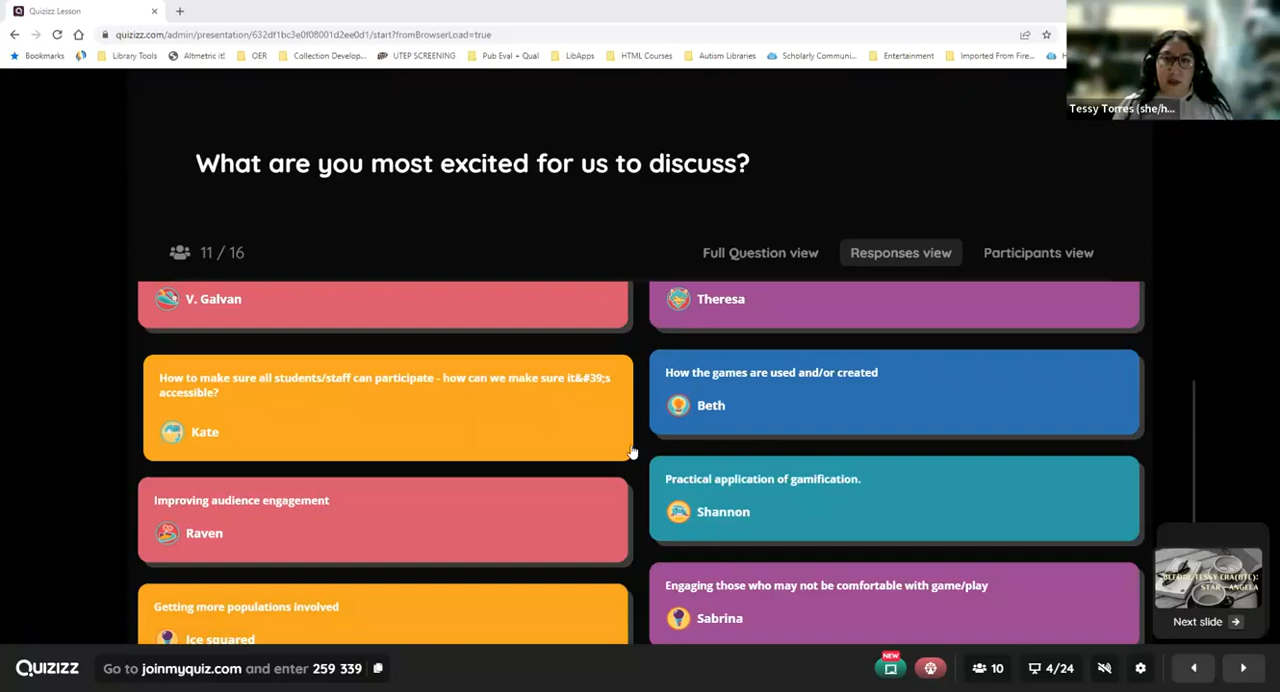 Quizizz Lesson
quizizz.com/admin/presentation/632df1bc3e0f08001d2ee0d1/start?fromBrowserLoad=true
Bookmarks
Library Tools
Altmetric it!
OER
Collection Develop...
UTEP SCREENING
Pub Eval + Qual
LibApps
HTML Courses
Autism Libraries
Scholarly Communi...
Entertainment
Imported From Fire...
Tessy Torres (she/h...
What are you most excited for us to discuss?
11 / 16
Full Question view
Responses view
Participants view
V. Galvan
Theresa
How to make sure all students/staff can participate - how can we make sure it&#39;s
accessible?
Kate
How the games are used and/or created
Beth
Improving audience engagement
Raven
Practical application of gamification.
Shannon
Getting more populations involved
Ice squared
Engaging those who may not be comfortable with game/play
Sabrina
BEFORE TESSY ERA(BTE):
STAR - ANGELA
Next slide
QUIZIZZ
Go to joinmyquiz.com and enter 259 339
NEW
10
4/24